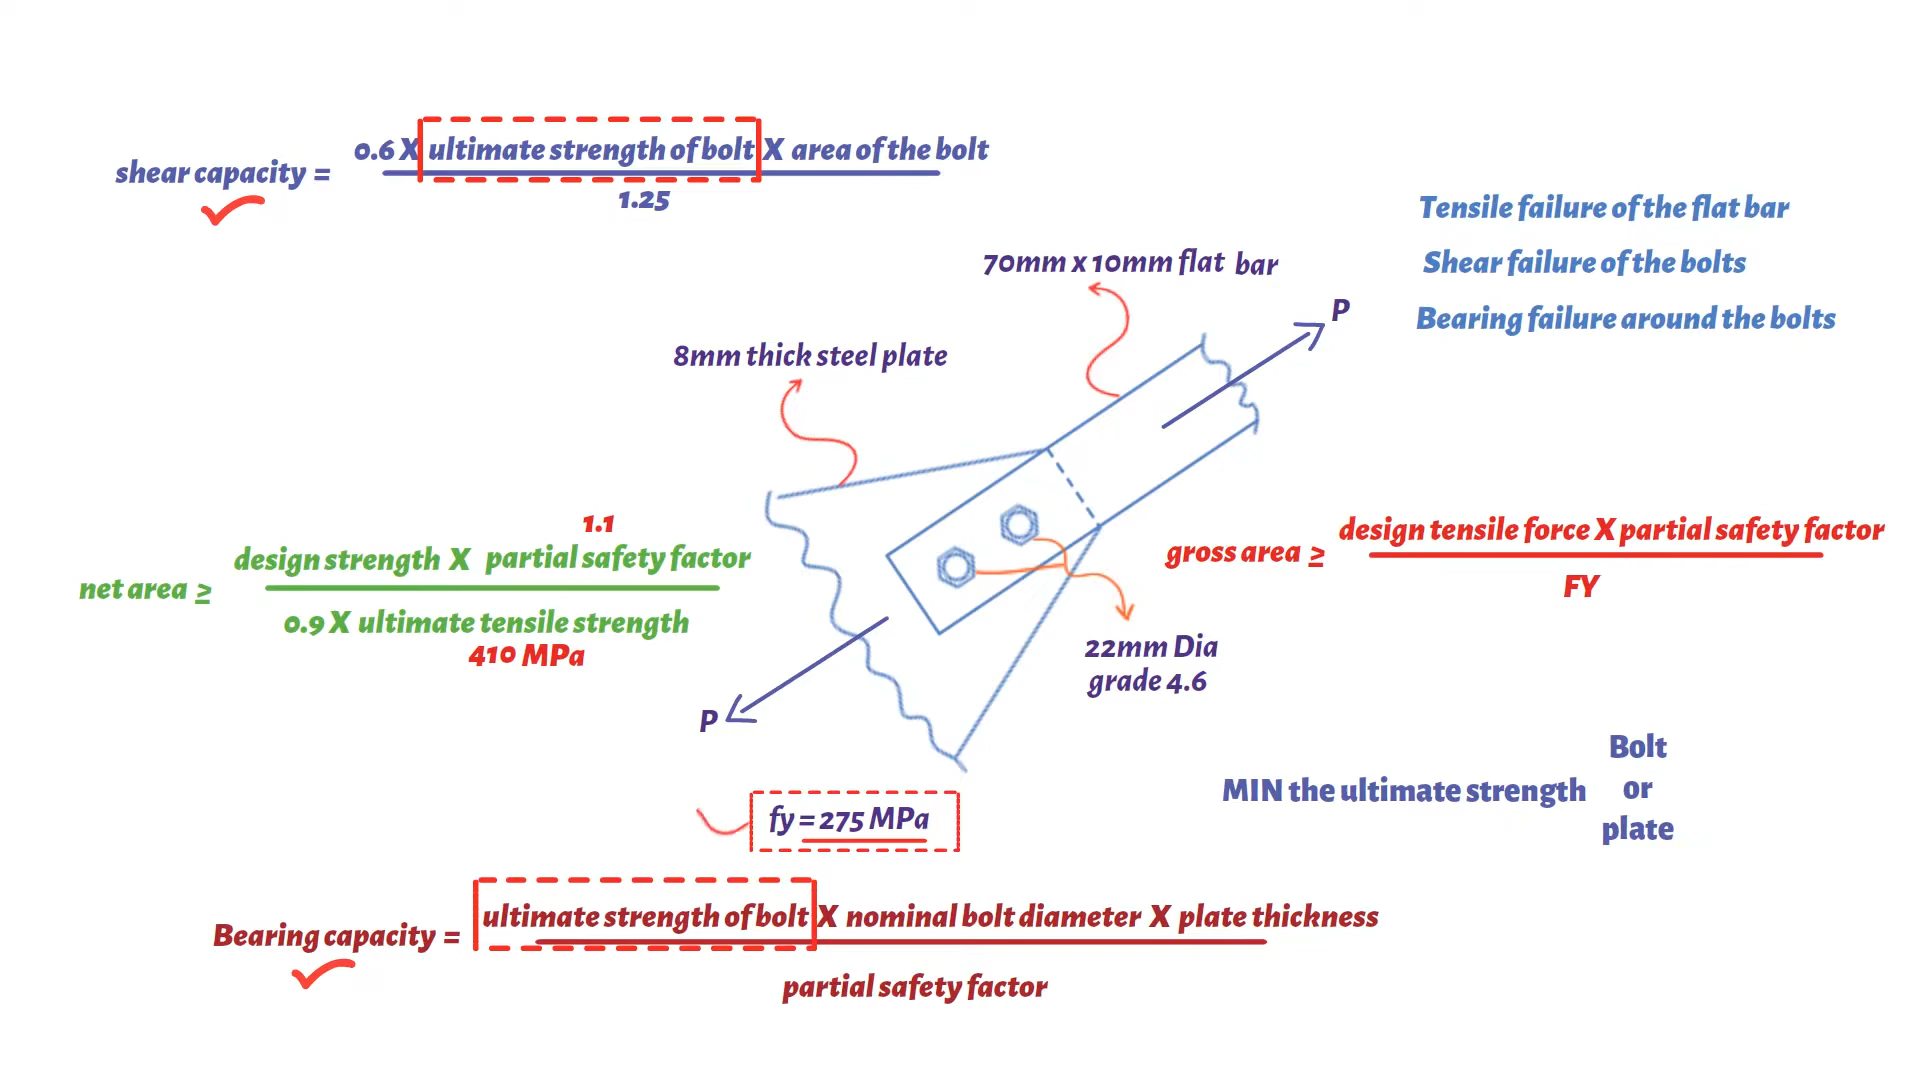 0.6 X ultimate strength of bolt X area of the bolt
shear capacity =
1.25
Tensile failure of the flat bar
Shear failure of the bolts
Bearing failure around the bolts
70mm x 10mm flat bar
P
8mm thick steel plate
1.1
design strength X partial safety factor
net area ≥
0.9 X ultimate tensile strength
410 MPa
design tensile force X partial safety factor
gross area ≥
FY
22mm Dia
grade 4.6
P
Bolt
MIN the ultimate strength or
plate
fy = 275 MPa
ultimate strength of bolt X nominal bolt diameter X plate thickness
Bearing capacity =
partial safety factor